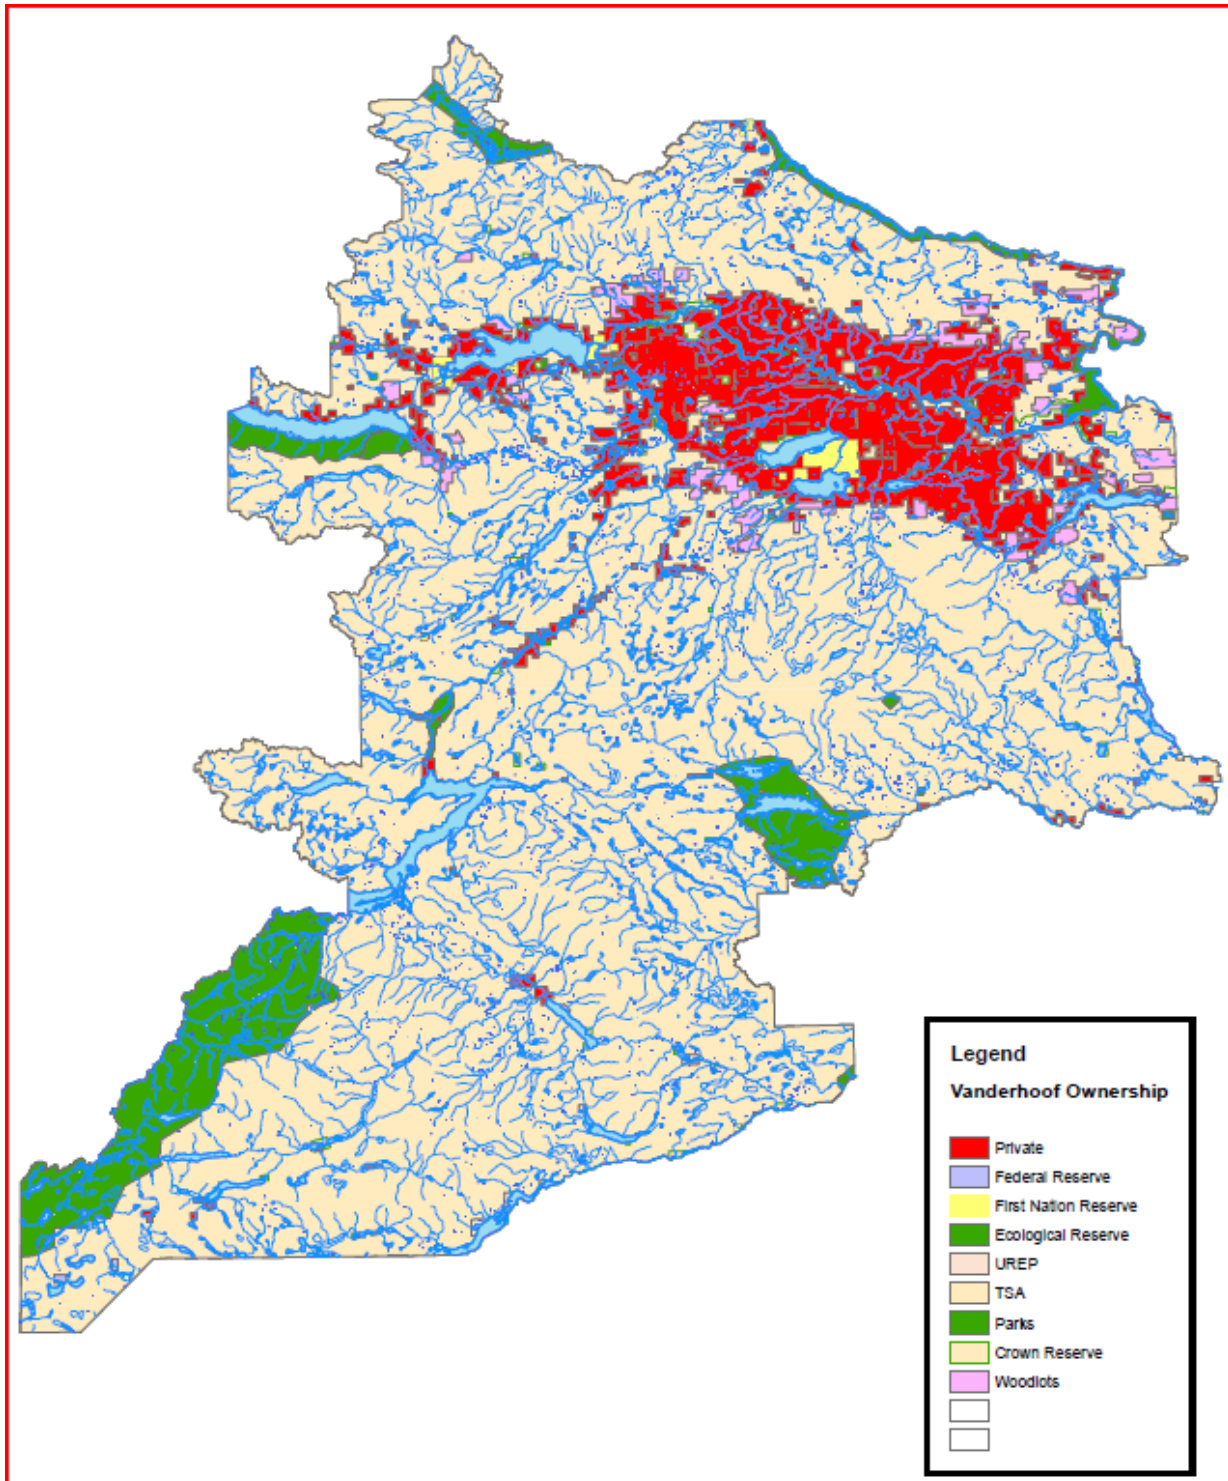 Legend
Vanderhoof Ownership
Private
Federal Reserve
First Nation Reserve
Ecological Reserve
UREP
TSA
Parks
Crown Reserve
Woodlots